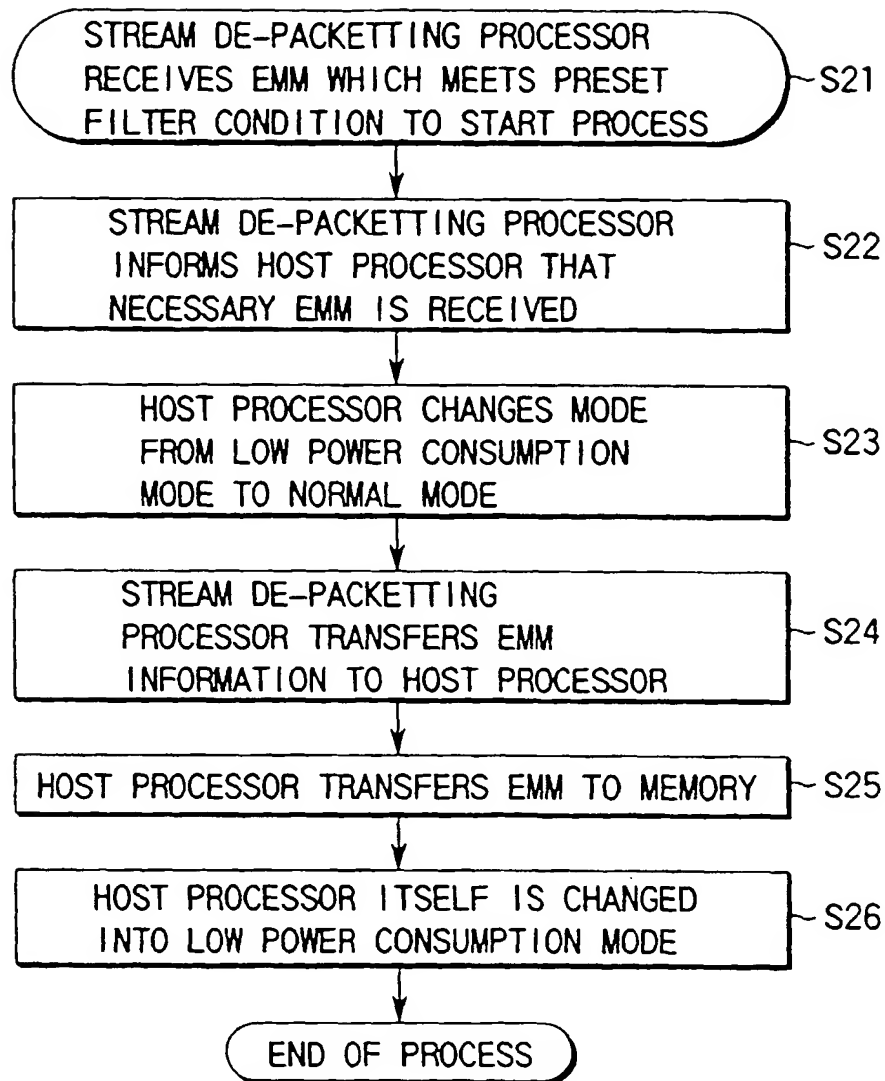 STREAM DE-PACKETTING PROCESSOR
RECEIVES EMM WHICH MEETS PRESET
FILTER CONDITION TO START PROCESS
S21
STREAM DE-PACKETTING PROCESSOR
INFORMS HOST PROCESSOR THAT
NECESSARY EMM IS RECEIVED
S22
HOST PROCESSOR CHANGES MODE
FROM LOW POWER CONSUMPTION
MODE TO NORMAL MODE
S23
STREAM DE-PACKETTING
PROCESSOR TRANSFERS EMM
INFORMATION TO HOST PROCESSOR
S24
HOST PROCESSOR TRANSFERS EMM TO MEMORY
S25
HOST PROCESSOR ITSELF IS CHANGED
INTO LOW POWER CONSUMPTION MODE
S26
END OF PROCESS